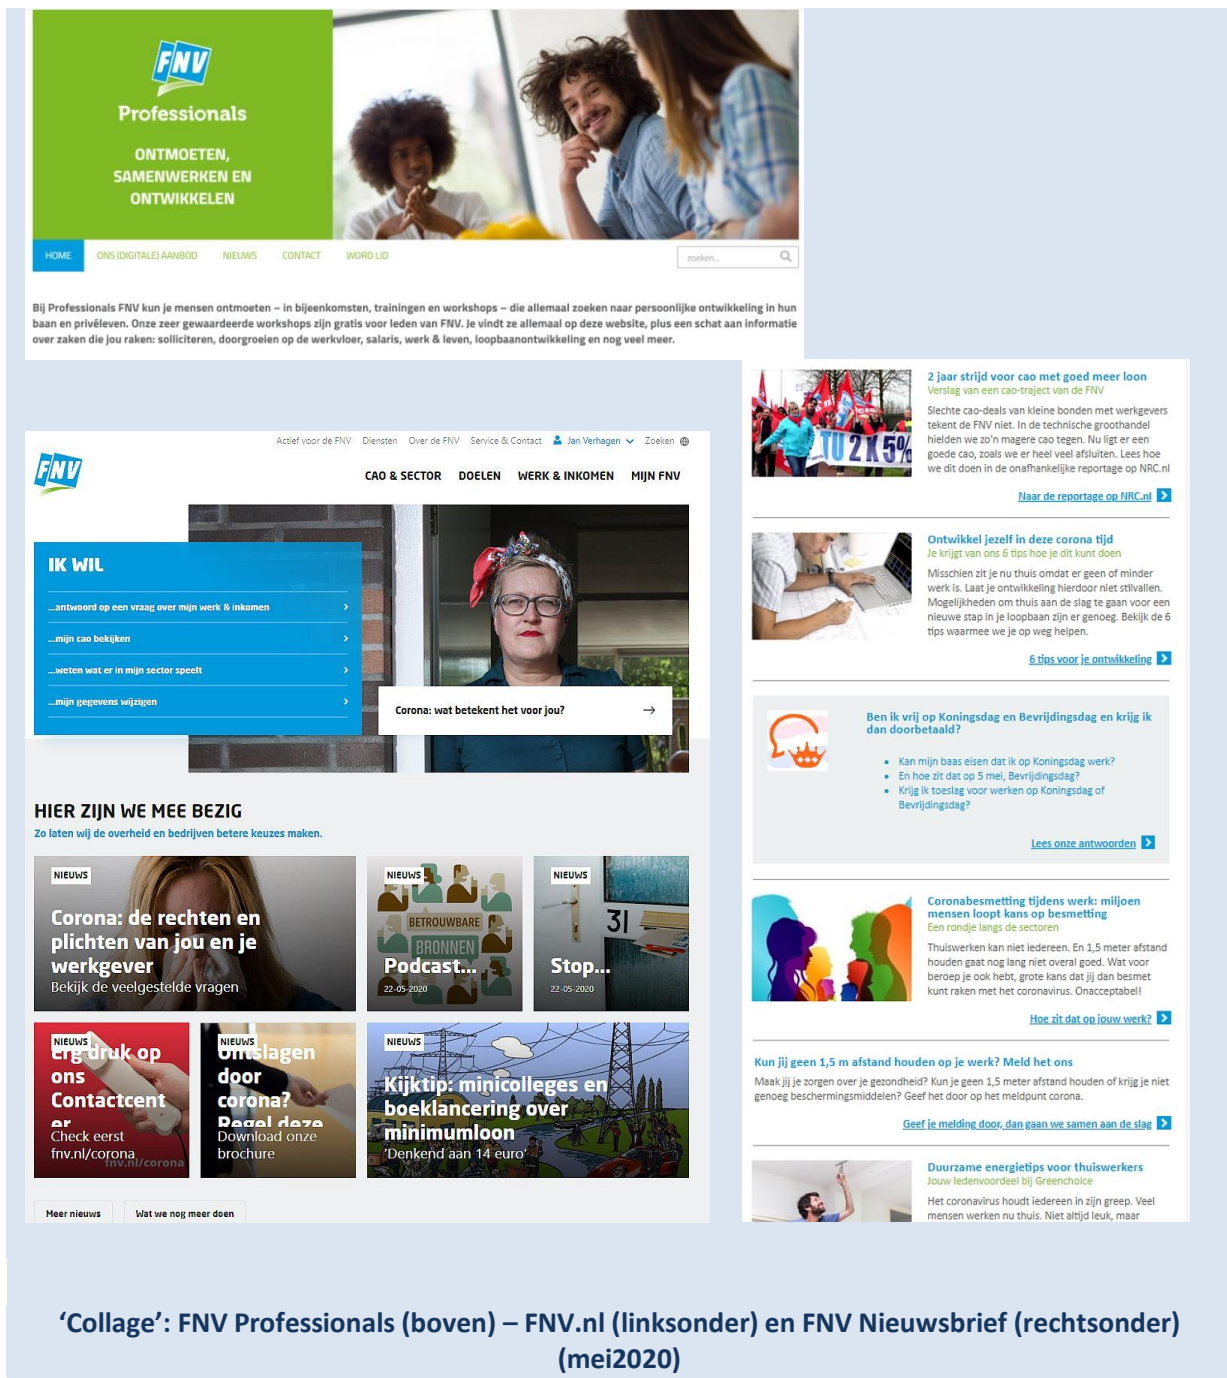 FNV
Professionals
ONTMOETEN,
SAMENWERKEN EN
ONTWIKKELEN
HOME ONS (DIGITALE) AANBOD NIEUWS CONTACT WORD LID zoeken...
Bij Professionals FNV kun je mensen ontmoeten – in bijeenkomsten, trainingen en workshops – die allemaal zoeken naar persoonlijke ontwikkeling in hun
baan en privéleven. Onze zeer gewaardeerde workshops zijn gratis voor leden van FNV. Je vindt ze allemaal op deze website, plus een schat aan informatie
over zaken die jou raken: solliciteren, doorgroeien op de werkvloer, salaris, werk & leven, loopbaanontwikkeling en nog veel meer.
Actief voor de FNV Diensten Over de FNV Service & Contact Jan Verhagen Zoeken
FNV
CAO & SECTOR DOELEN WERK & INKOMEN MIJN FNV
IK WIL
...antwoord op een vraag over mijn werk & inkomen
...mijn cao bekijken
...weten wat er in mijn sector speelt
...mijn gegevens wijzigen
Corona: wat betekent het voor jou?
HIER ZIJN WE MEE BEZIG
Zo laten wij de overheid en bedrijven betere keuzes maken.
NIEUWS
Corona: de rechten en
plichten van jou en je
werkgever
Bekijk de veelgestelde vragen
NIEUWS
BETROUWBARE
BRONNEN
Podcast...
22-05-2020
NIEUWS
31
Stop...
22-05-2020
NIEUWS
Erg druk op
ons
Contactcent
er
Check eerst
fnv.nl/corona
fnv.nl/corona
NIEUWS
Ontslagen
door
corona?
Regel deze
Download onze
brochure
NIEUWS
Kijktip: minicolleges en
boeklancering over
minimumloon
'Denkend aan 14 euro'
Meer nieuws Wat we nog meer doen
TU 2X5%
2 jaar strijd voor cao met goed meer loon
Verslag van een cao-traject van de FNV
Slechte cao-deals van kleine bonden met werkgevers
tekent de FNV niet. In de technische groothandel
hielden we zo'n magere cao tegen. Nu ligt er een
goede cao, zoals we er heel veel afsluiten. Lees hoe
we dit doen in de onafhankelijke reportage op NRC.nl
Naar de reportage op NRC.nl
Ontwikkel jezelf in deze corona tijd
Je krijgt van ons 6 tips hoe je dit kunt doen
Misschien zit je nu thuis omdat er geen of minder
werk is. Laat je ontwikkeling hierdoor niet stilvallen.
Mogelijkheden om thuis aan de slag te gaan voor een
nieuwe stap in je loopbaan zijn er genoeg. Bekijk de 6
tips waarmee we je op weg helpen.
6 tips voor je ontwikkeling
Ben ik vrij op Koningsdag en Bevrijdingsdag en krijg ik
dan doorbetaald?
• Kan mijn baas eisen dat ik op Koningsdag werk?
• En hoe zit dat op 5 mei, Bevrijdingsdag?
• Krijg ik toeslag voor werken op Koningsdag of
Bevrijdingsdag?
Lees onze antwoorden
Coronabesmetting tijdens werk: miljoen
mensen loopt kans op besmetting
Een rondje langs de sectoren
Thuiswerken kan niet iedereen. En 1,5 meter afstand
houden gaat nog lang niet overal goed. Wat voor
beroep je ook hebt, grote kans dat jij dan besmet
kunt raken met het coronavirus. Onacceptabel!
Hoe zit dat op jouw werk?
Kun jij geen 1,5 m afstand houden op je werk? Meld het ons
Maak jij je zorgen over je gezondheid? Kun je geen 1,5 meter afstand houden of krijg je niet
genoeg beschermingsmiddelen? Geef het door op het meldpunt corona.
Geef je melding door, dan gaan we samen aan de slag
Duurzame energietips voor thuiswerkers
Jouw ledenvoordeel bij Greenchoice
Het coronavirus houdt iedereen in zijn greep. Veel
mensen werken nu thuis. Niet altijd leuk, maar
'Collage': FNV Professionals (boven) – FNV.nl (linksonder) en FNV Nieuwsbrief (rechtsonder)
(mei2020)